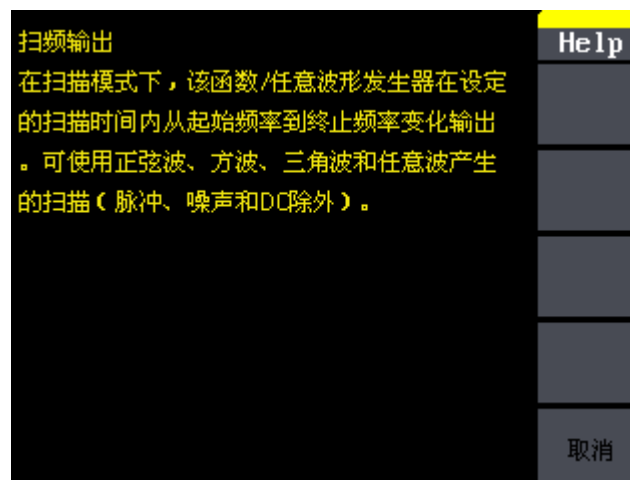 扫频输出
Help
在扫描模式下，该函数/任意波形发生器在设定
的扫描时间内从起始频率到终止频率变化输出
。可使用正弦波、方波、三角波和任意波产生
的扫描(脉冲、噪声和DC除外)。
取消